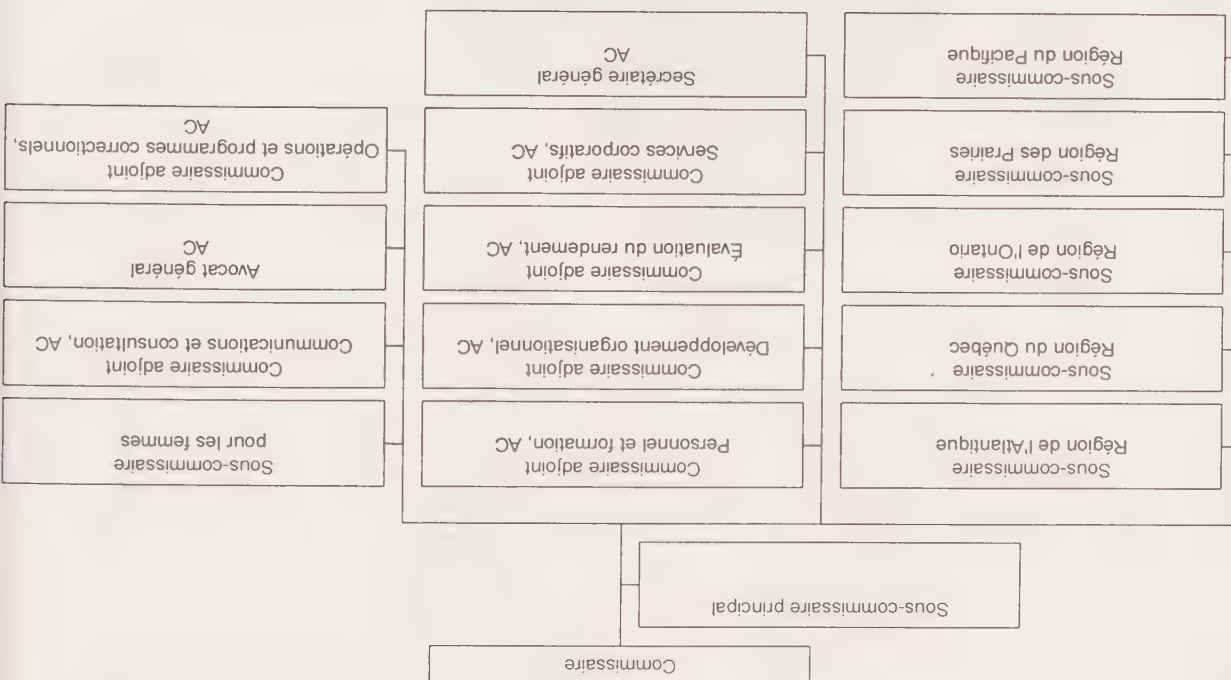 Commissaire
Sous-commissaire principal
Sous-commissaire
Région de l'Atlantique
Sous-commissaire
Région du Québec
Sous-commissaire
Région de l'Ontario
Sous-commissaire
Région des Prairies
Sous-commissaire
Région du Pacifique
Commissaire adjoint
Personnel et formation, AC
Commissaire adjoint
Développement organisationnel, AC
Commissaire adjoint
Évaluation du rendement, AC
Commissaire adjoint
Services corporatifs, AC
Secrétaire général
AC
Sous-commissaire
pour les femmes
Commissaire adjoint
Communications et consultation, AC
Avocat général
AC
Commissaire adjoint
Opérations et programmes correctionnels,
AC